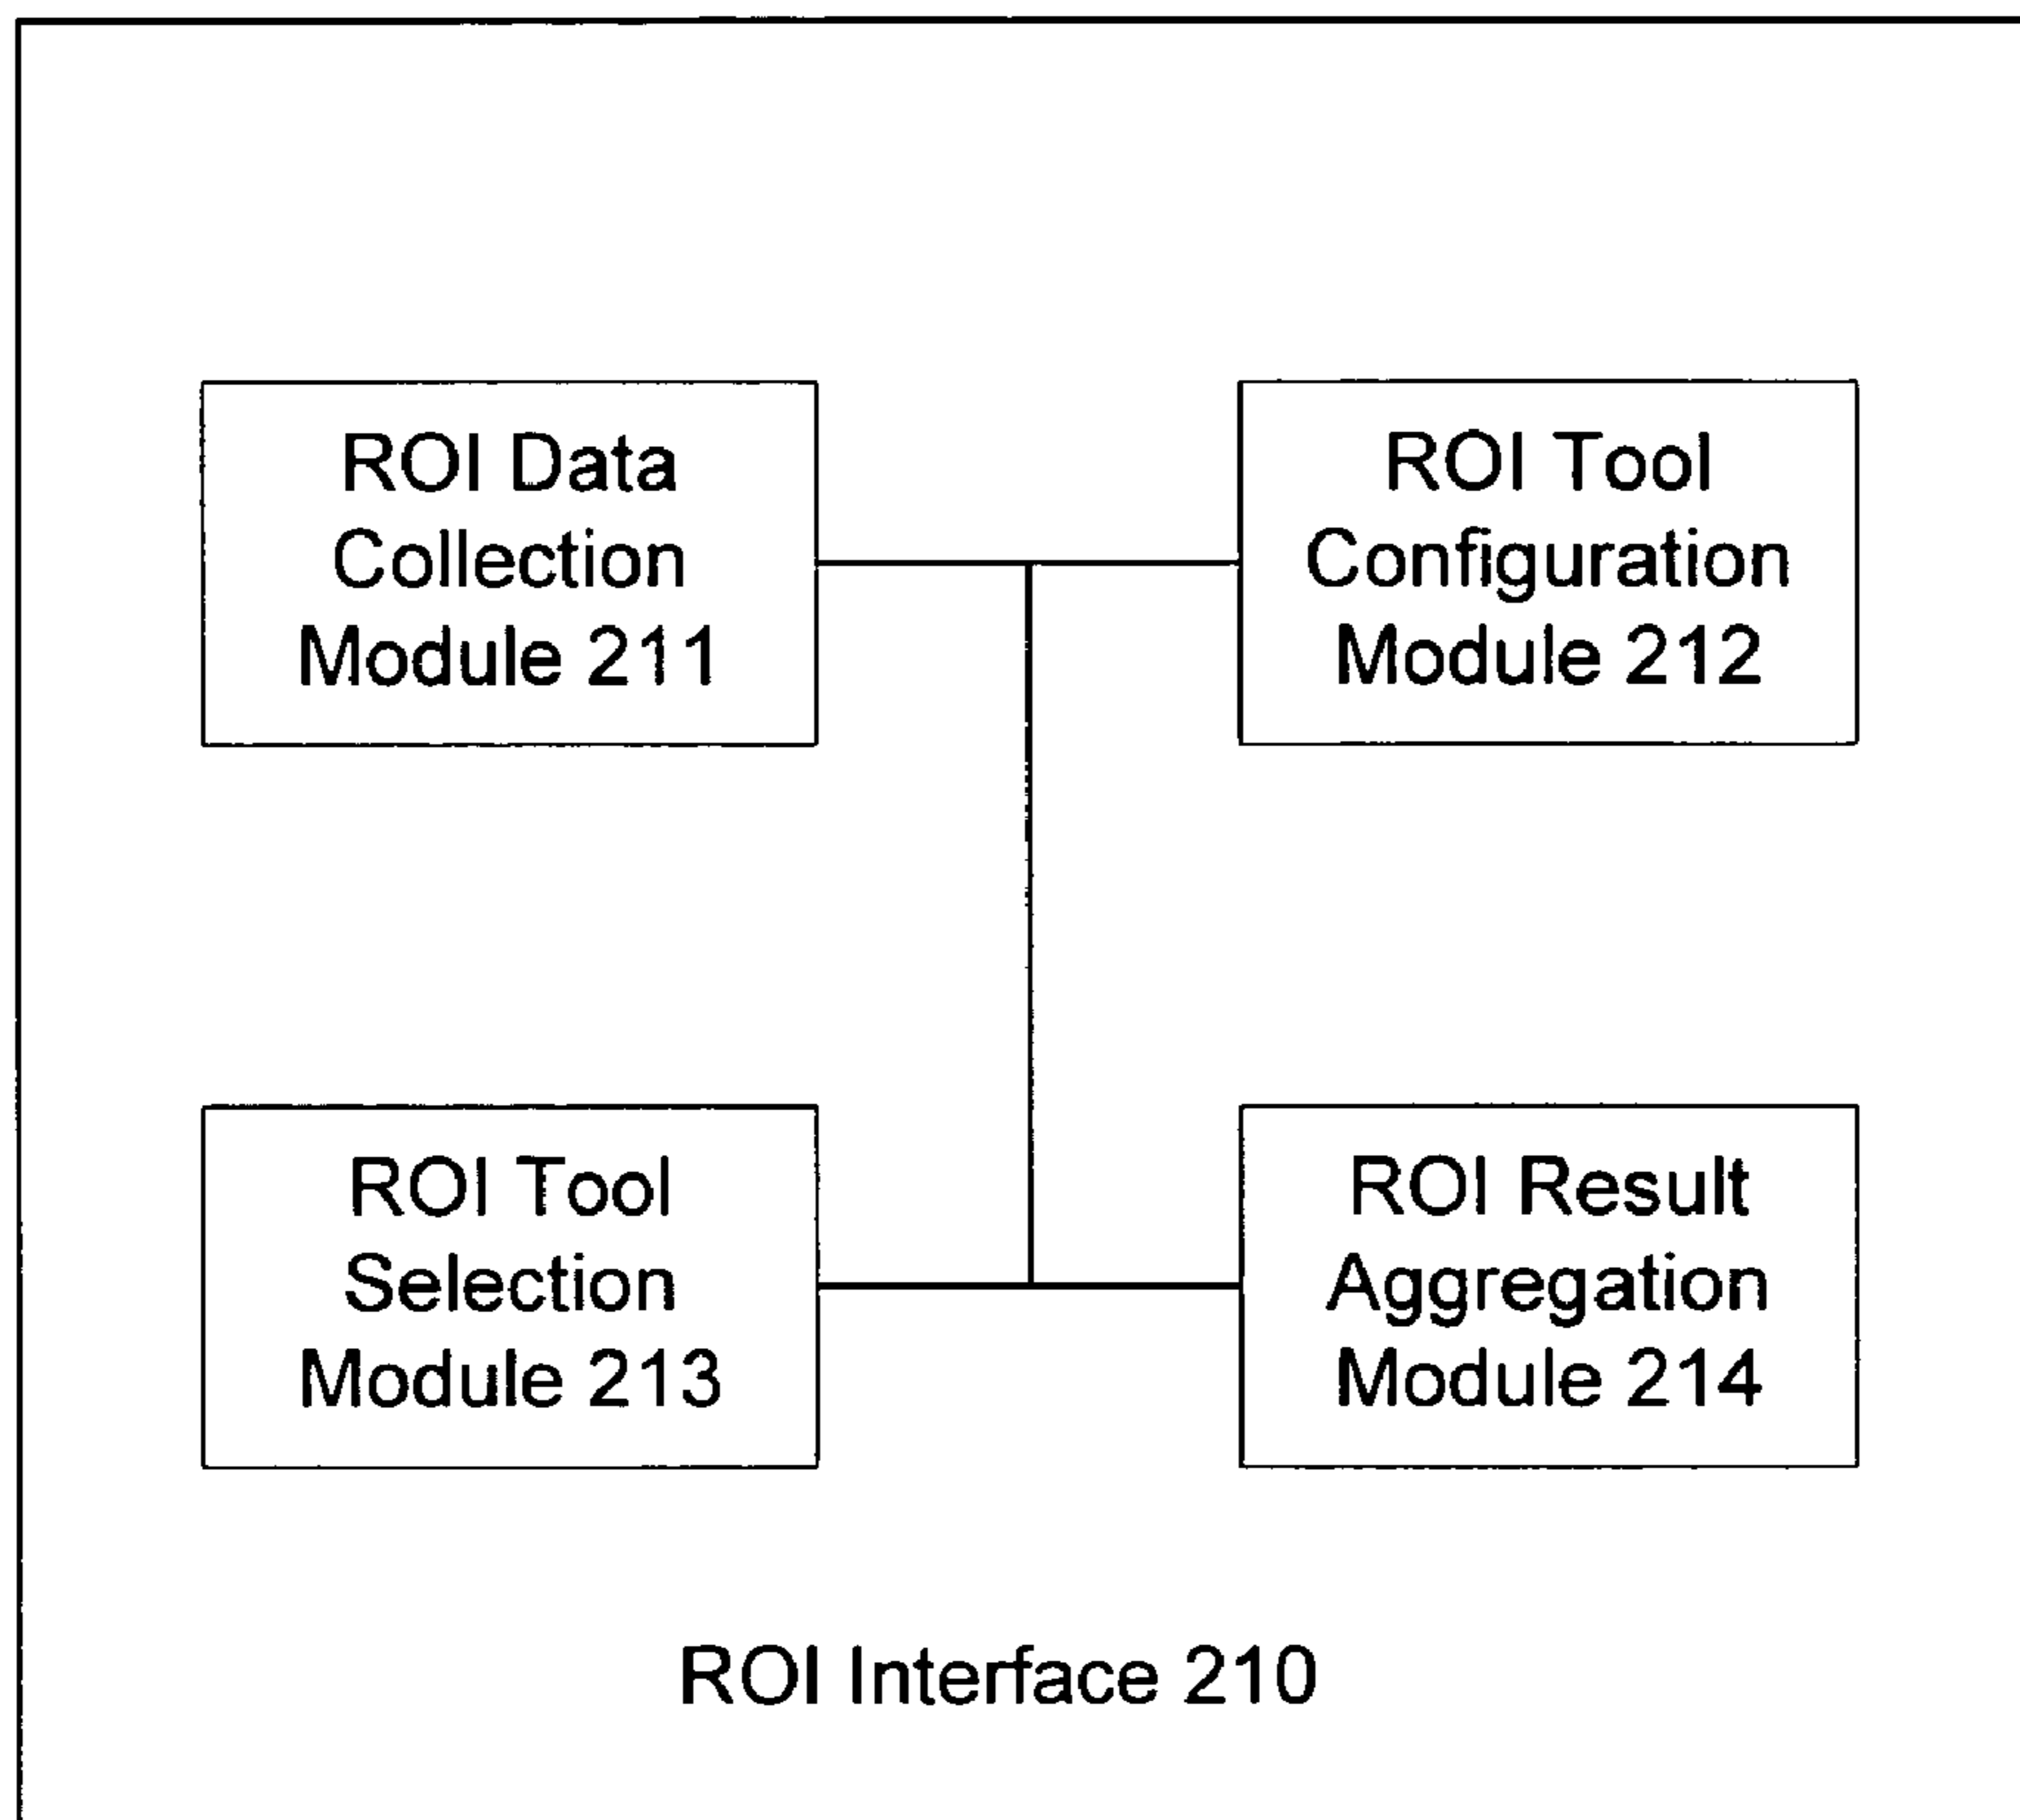 ROI Data
Collection
Module 211
ROI Tool
Configuration
Module 212
ROI Tool
Selection
Module 213
ROI Result
Aggregation
Module 214
ROI Interface 210